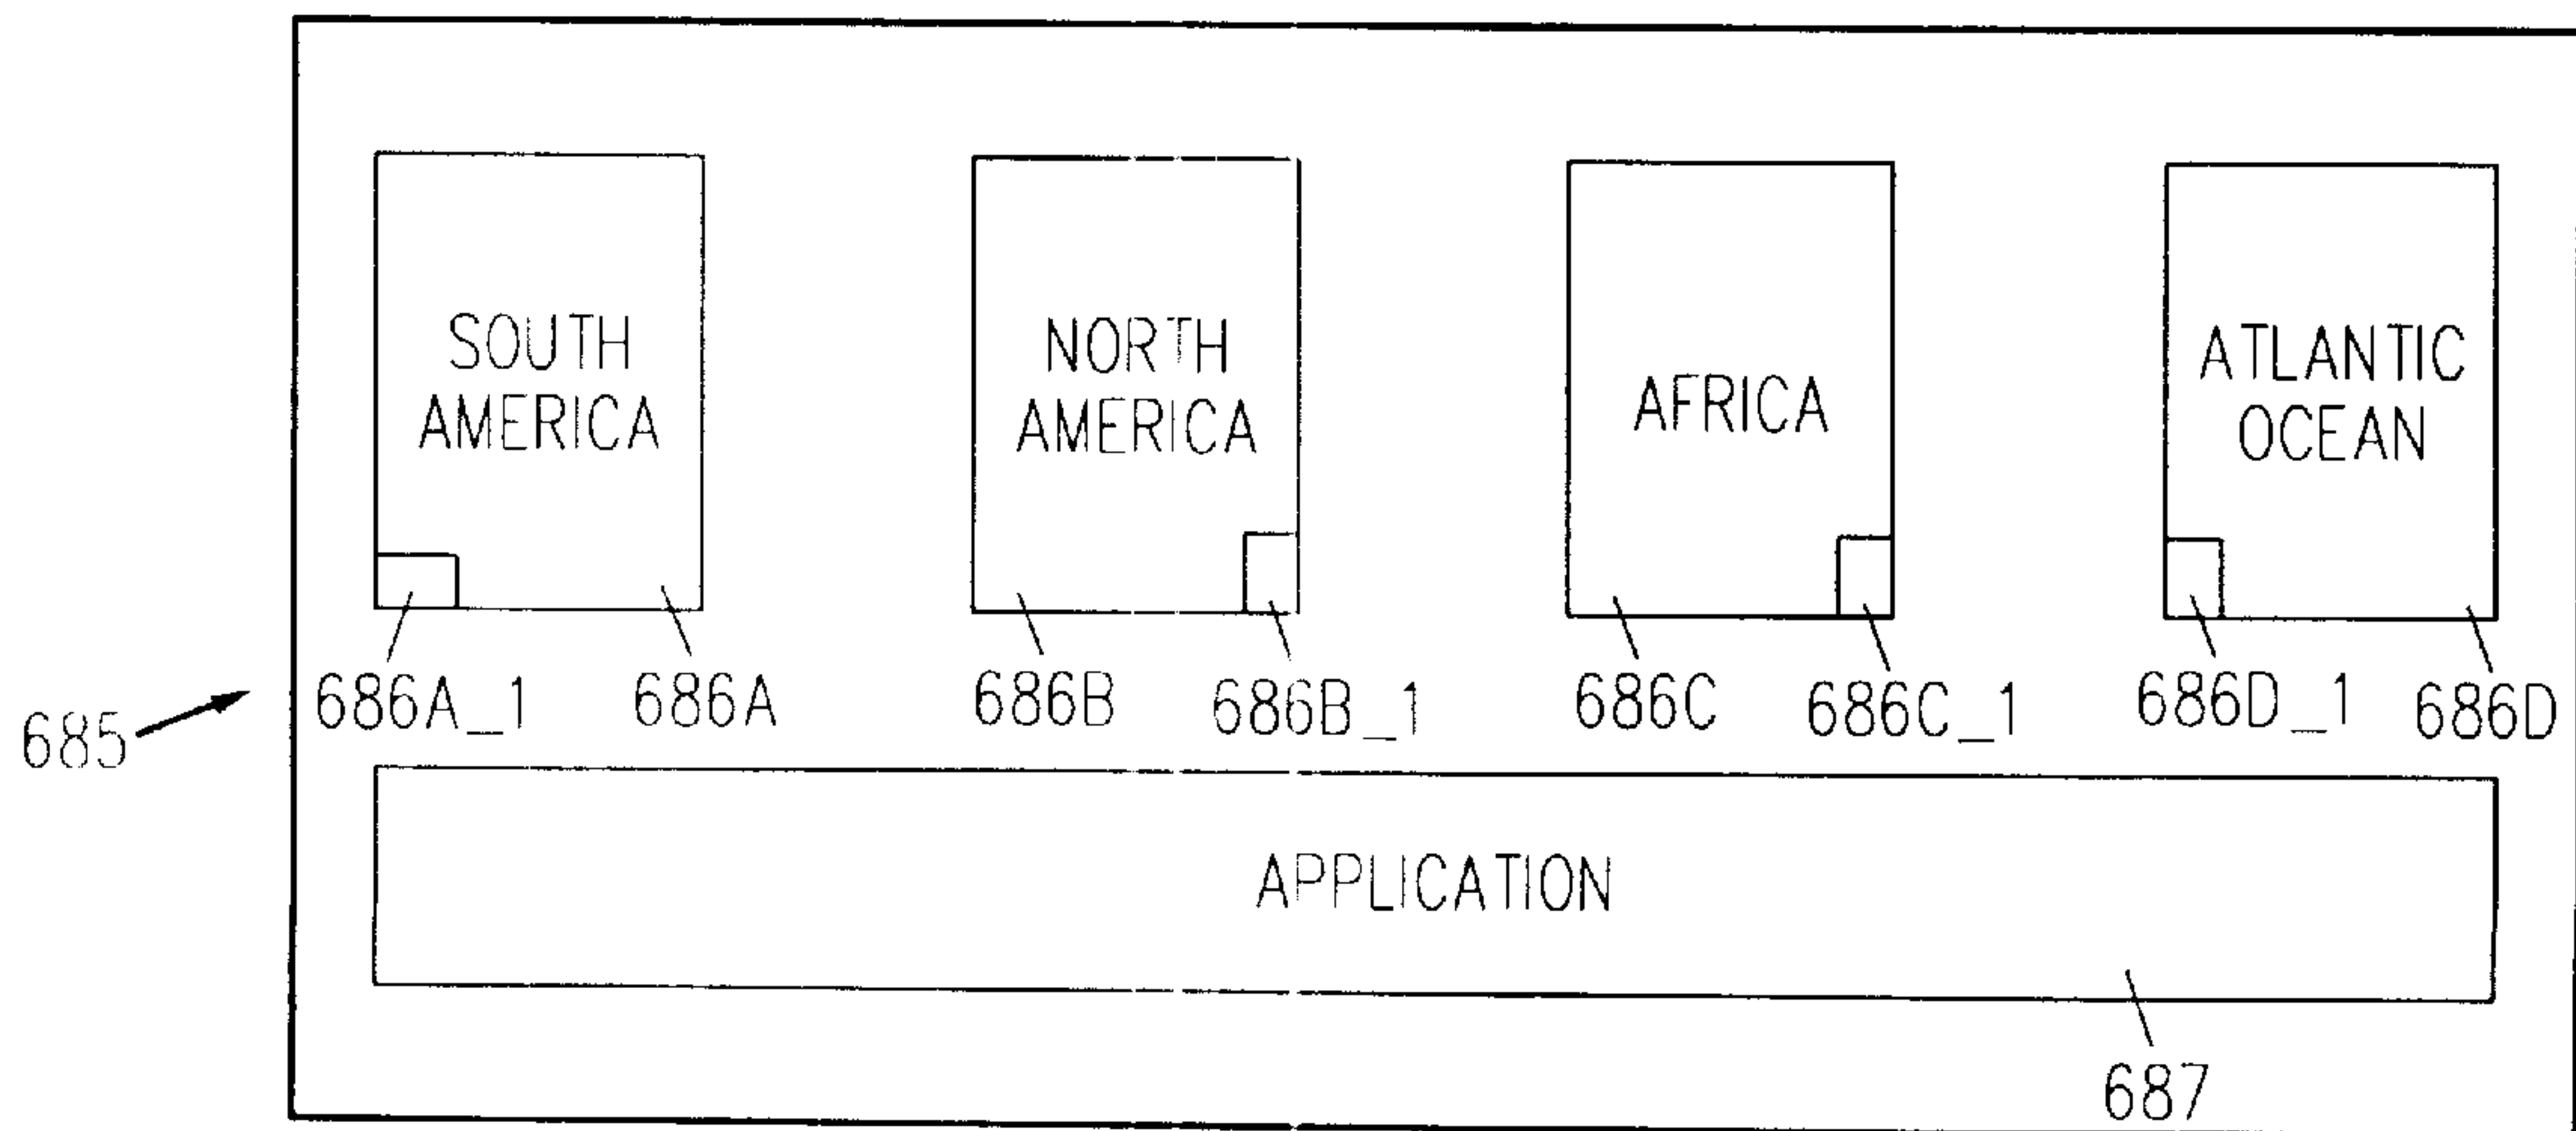 SOUTH
AMERICA
NORTH
AMERICA
AFRICA
ATLANTIC
OCEAN
686A_1
686A
686B
686B_1
686C
686C_1
686D_1
686D
685
APPLICATION
687